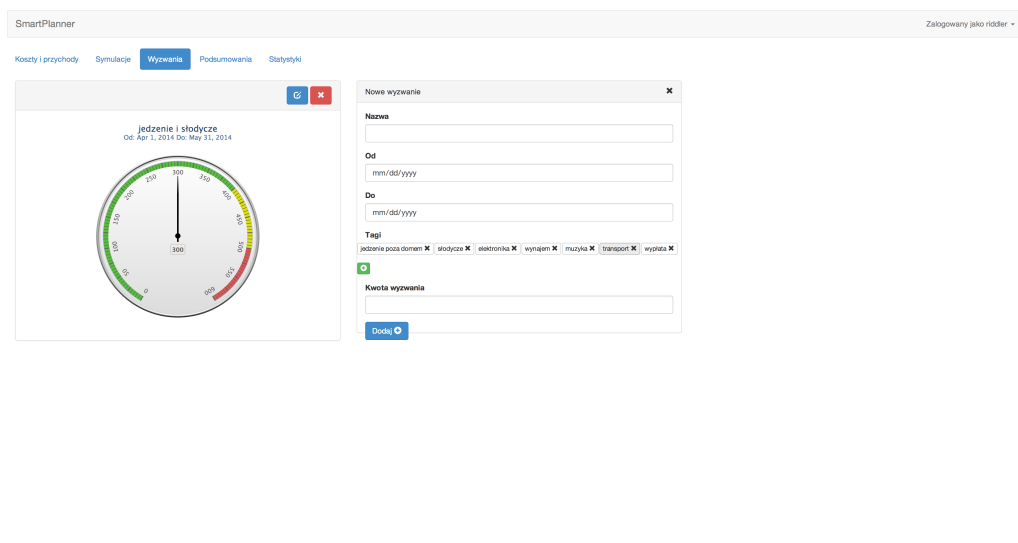 SmartPlanner
Zalogowany jako riddler
Koszty i przychody Symulacje Wyzwania Podsumowania Statystyki
jedzenie i słodycze
Od: Apr 1, 2014 Do: May 31, 2014
0 50 100 150 200 250 300 350 400 450 500 550 600
300
Nowe wyzwanie
Nazwa
Od
mm/dd/yyyy
Do
mm/dd/yyyy
Tagi
jedzenie poza domem słodycze elektronika wynajem muzyka transport wypłata
Kwota wyzwania
Dodaj